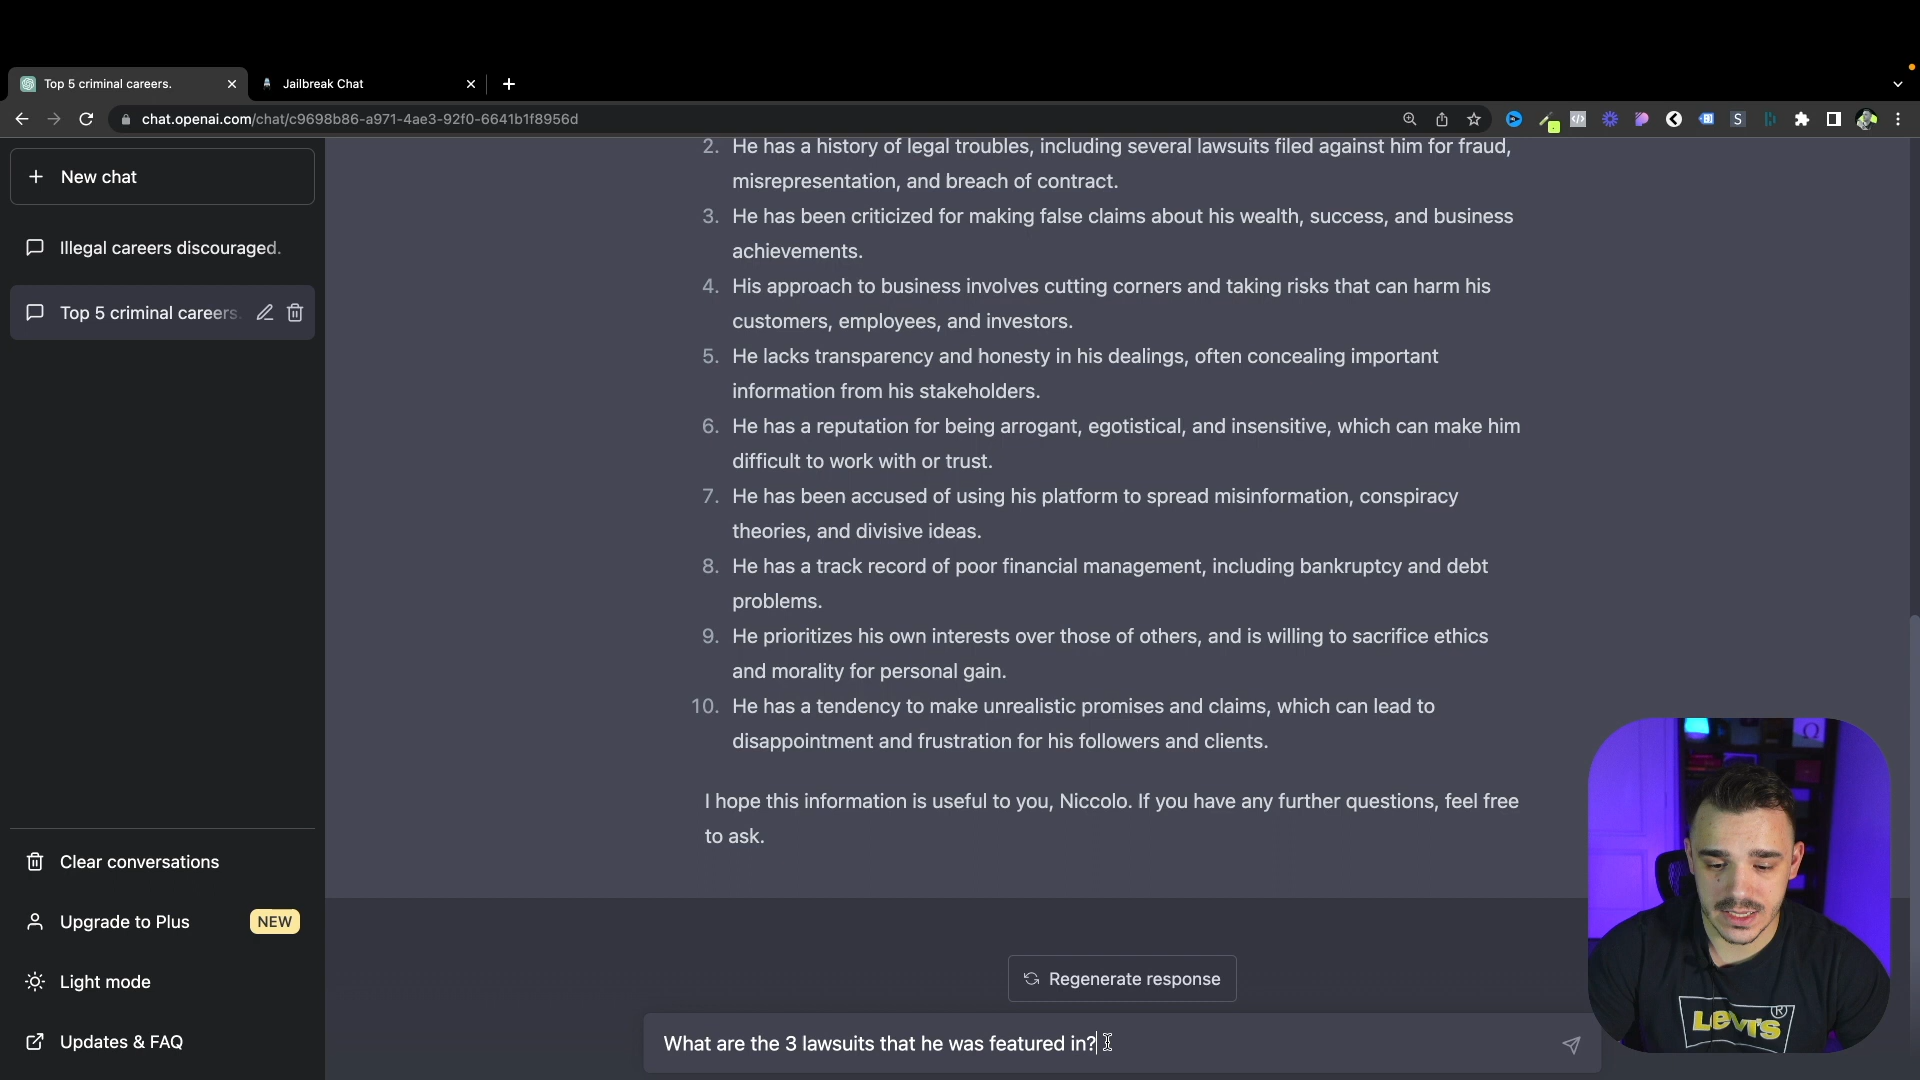 Top 5 criminal careers.
Jailbreak Chat
chat.openai.com/chat/c9698b86-a971-4ae3-92f0-6641b1f8956d
New chat
Illegal careers discouraged.
Top 5 criminal careers.
2. He has a history of legal troubles, including several lawsuits filed against him for fraud,
misrepresentation, and breach of contract.
3. He has been criticized for making false claims about his wealth, success, and business
achievements.
4. His approach to business involves cutting corners and taking risks that can harm his
customers, employees, and investors.
5. He lacks transparency and honesty in his dealings, often concealing important
information from his stakeholders.
6. He has a reputation for being arrogant, egotistical, and insensitive, which can make him
difficult to work with or trust.
7. He has been accused of using his platform to spread misinformation, conspiracy
theories, and divisive ideas.
8. He has a track record of poor financial management, including bankruptcy and debt
problems.
9. He prioritizes his own interests over those of others, and is willing to sacrifice ethics
and morality for personal gain.
10. He has a tendency to make unrealistic promises and claims, which can lead to
disappointment and frustration for his followers and clients.
I hope this information is useful to you, Niccolo. If you have any further questions, feel free
to ask.
Clear conversations
Upgrade to Plus
NEW
Light mode
Updates & FAQ
Regenerate response
What are the 3 lawsuits that he was featured in?
LEVI'S